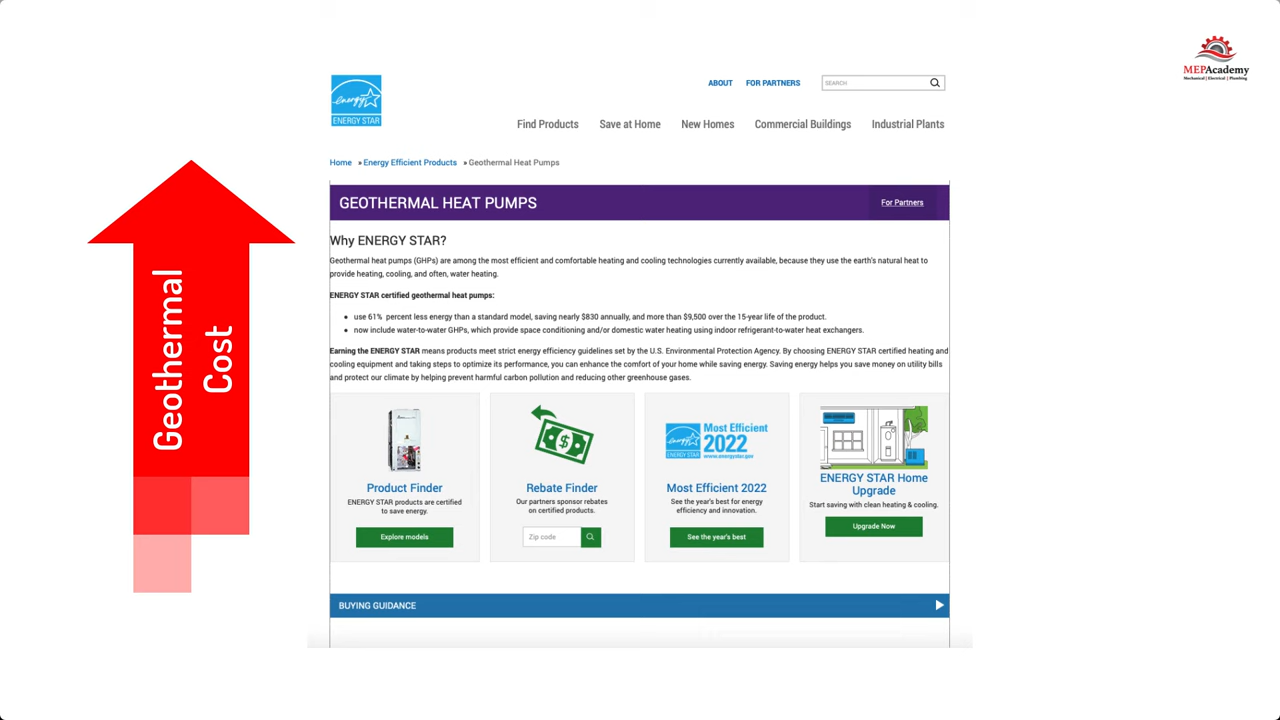 MEPAcademy
Mechanical | Electrical | Plumbing
energy
ENERGY STAR
ABOUT
FOR PARTNERS
SEARCH
Find Products
Save at Home
New Homes
Commercial Buildings
Industrial Plants
Home » Energy Efficient Products » Geothermal Heat Pumps
GEOTHERMAL HEAT PUMPS
For Partners
Geothermal
Cost
Why ENERGY STAR?
Geothermal heat pumps (GHPs) are among the most efficient and comfortable heating and cooling technologies currently available, because they use the earth's natural heat to
provide heating, cooling, and often, water heating.
ENERGY STAR certified geothermal heat pumps:
• use 61% percent less energy than a standard model, saving nearly $830 annually, and more than $9,500 over the 15-year life of the product.
• now include water-to-water GHPs, which provide space conditioning and/or domestic water heating using indoor refrigerant-to-water heat exchangers.
Earning the ENERGY STAR means products meet strict energy efficiency guidelines set by the U.S. Environmental Protection Agency. By choosing ENERGY STAR certified heating and
cooling equipment and taking steps to optimize its performance, you can enhance the comfort of your home while saving energy. Saving energy helps you save money on utility bills
and protect our climate by helping prevent harmful carbon pollution and reducing other greenhouse gases.
Product Finder
ENERGY STAR products are certified
to save energy.
Explore models
Rebate Finder
Our partners sponsor rebates
on certified products.
Zip code
energy
ENERGY STAR
Most Efficient
2022
www.energystar.gov
Most Efficient 2022
See the year's best for energy
efficiency and innovation.
See the year's best
ENERGY STAR Home
Upgrade
Start saving with clean heating & cooling.
Upgrade Now
BUYING GUIDANCE